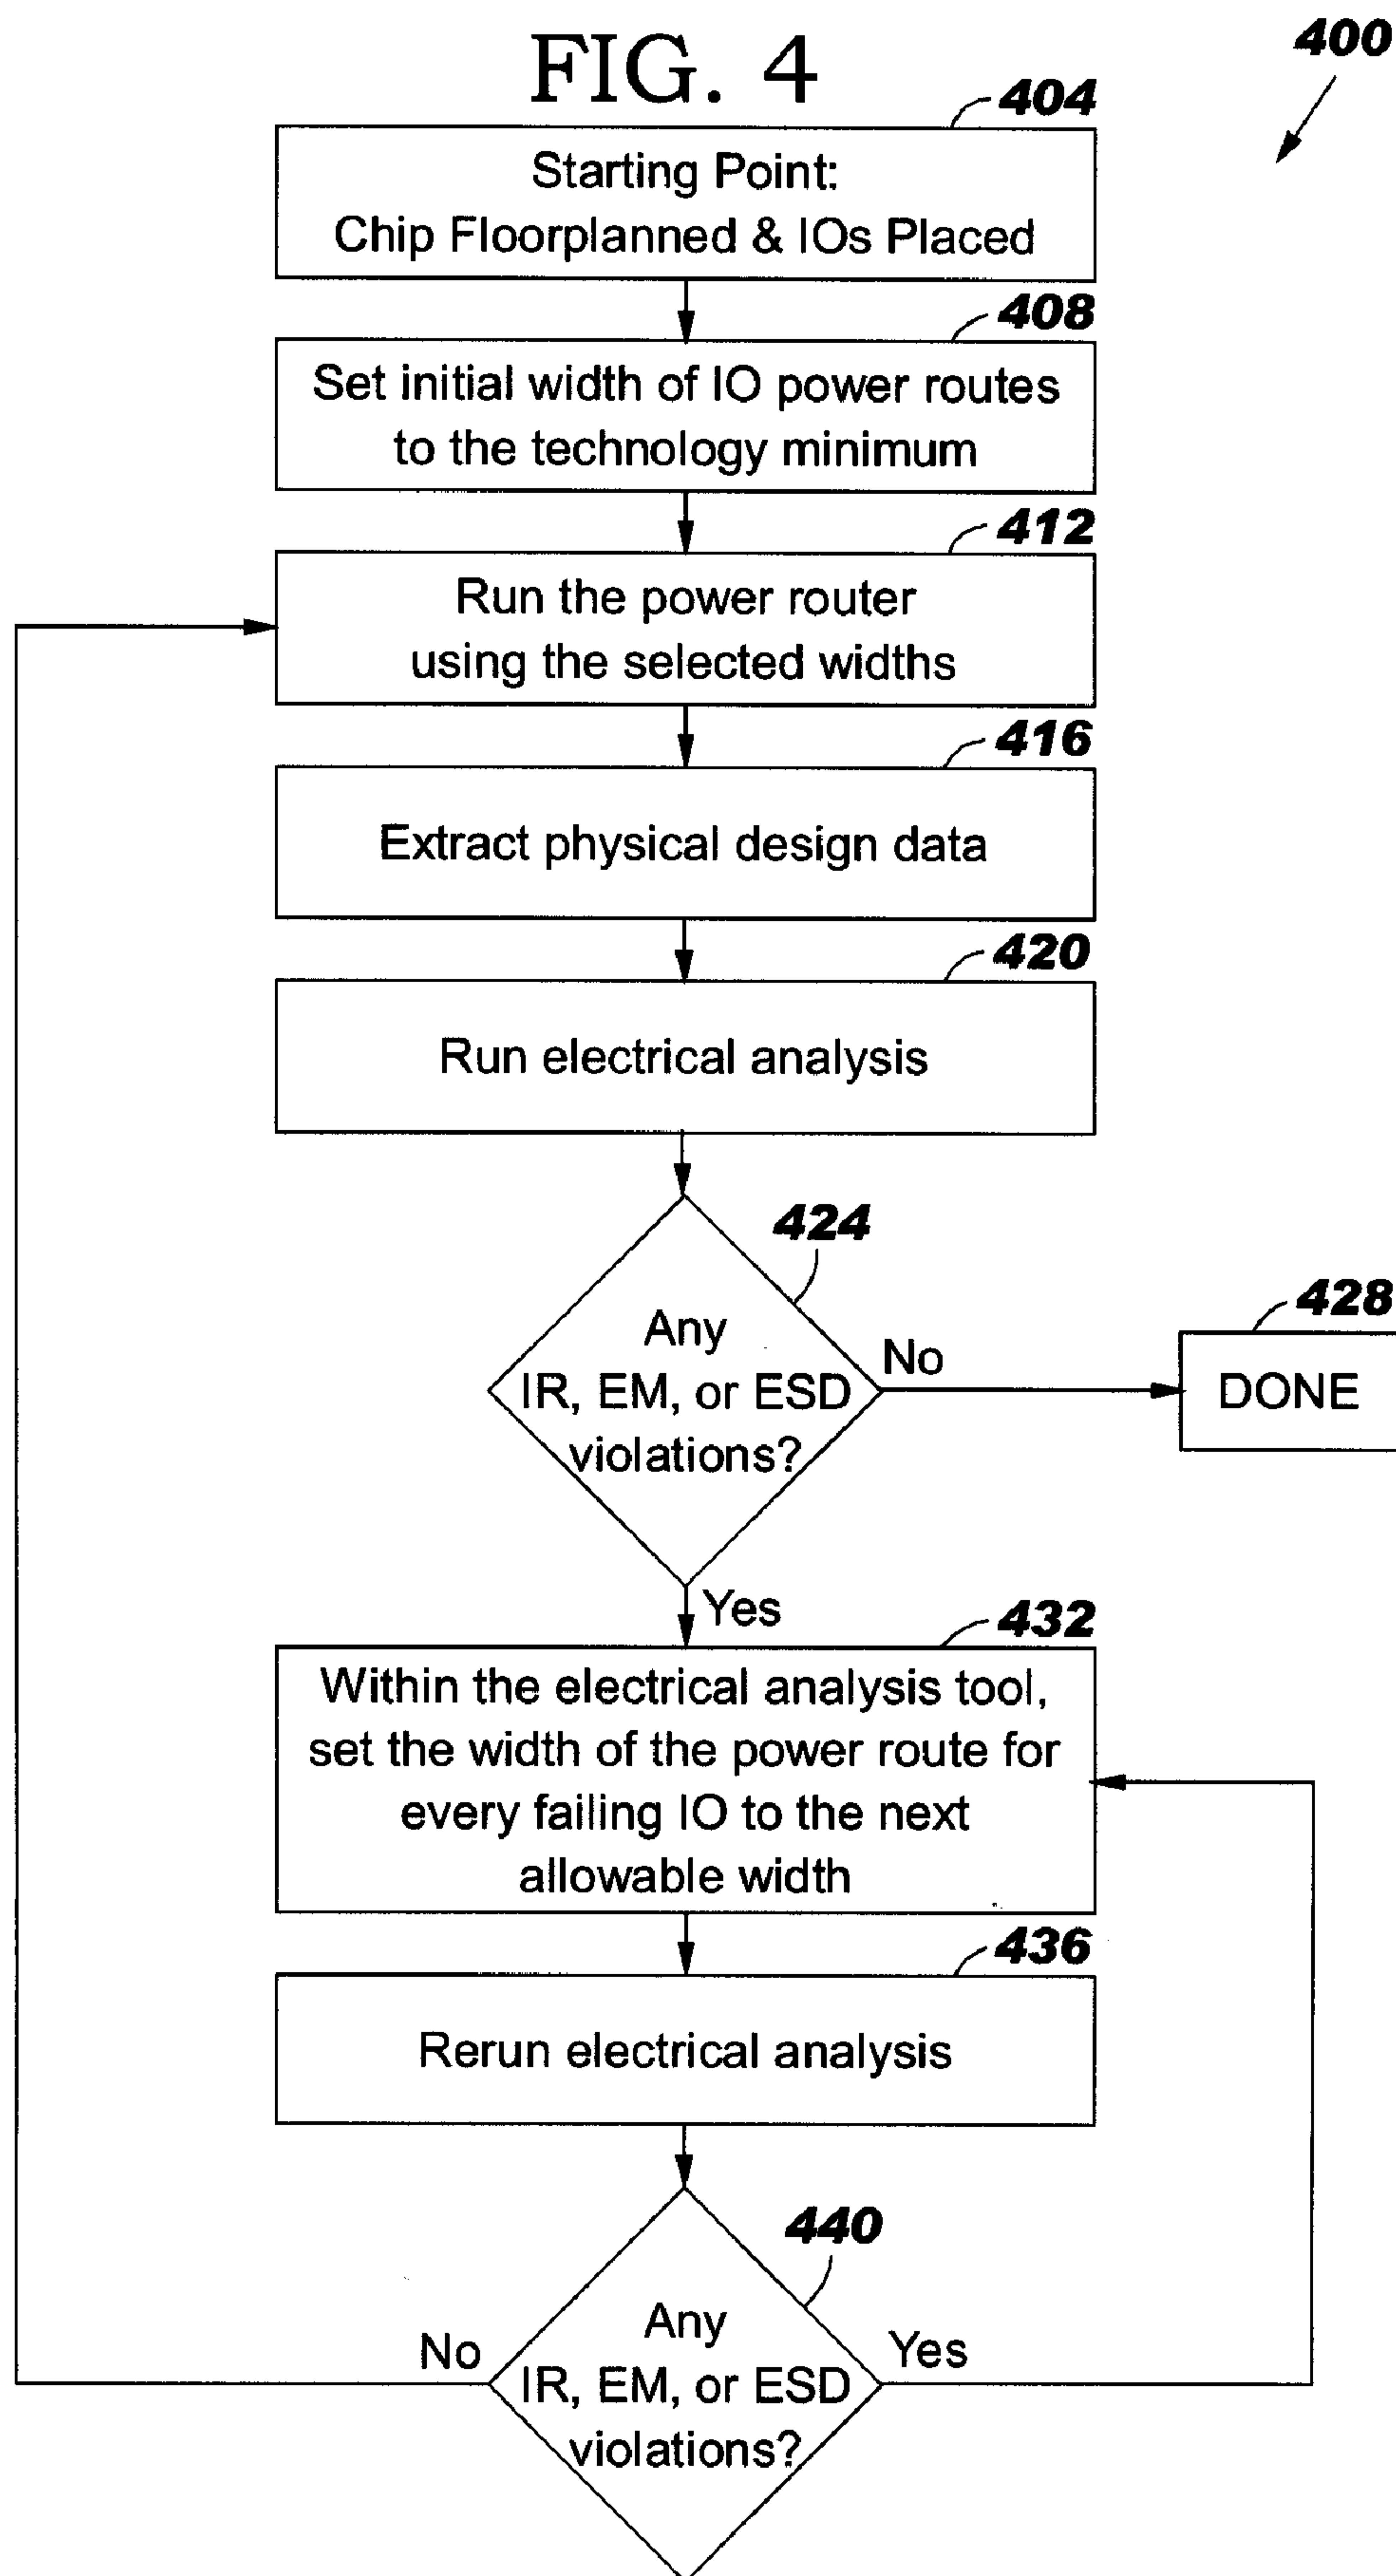 FIG. 4
400
404
Starting Point:
Chip Floorplanned & IOs Placed
408
Set initial width of IO power routes
to the technology minimum
412
Run the power router
using the selected widths
416
Extract physical design data
420
Run electrical analysis
424
Any
IR, EM, or ESD
violations?
No
428
DONE
Yes
432
Within the electrical analysis tool,
set the width of the power route for
every failing IO to the next
allowable width
436
Rerun electrical analysis
440
Any
IR, EM, or ESD
violations?
No
Yes